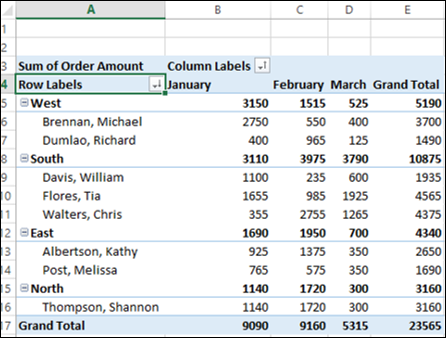 A B C D E
1
2
3 Sum of Order Amount Column Labels
4 Row Labels January February March Grand Total
5 West 3150 1515 525 5190
6 Brennan, Michael 2750 550 400 3700
7 Dumlao, Richard 400 965 125 1490
8 South 3110 3975 3790 10875
9 Davis, William 1100 235 600 1935
10 Flores, Tia 1655 985 1925 4565
11 Walters, Chris 355 2755 1265 4375
12 East 1690 1950 700 4340
13 Albertson, Kathy 925 1375 350 2650
14 Post, Melissa 765 575 350 1690
15 North 1140 1720 300 3160
16 Thompson, Shannon 1140 1720 300 3160
17 Grand Total 9090 9160 5315 23565